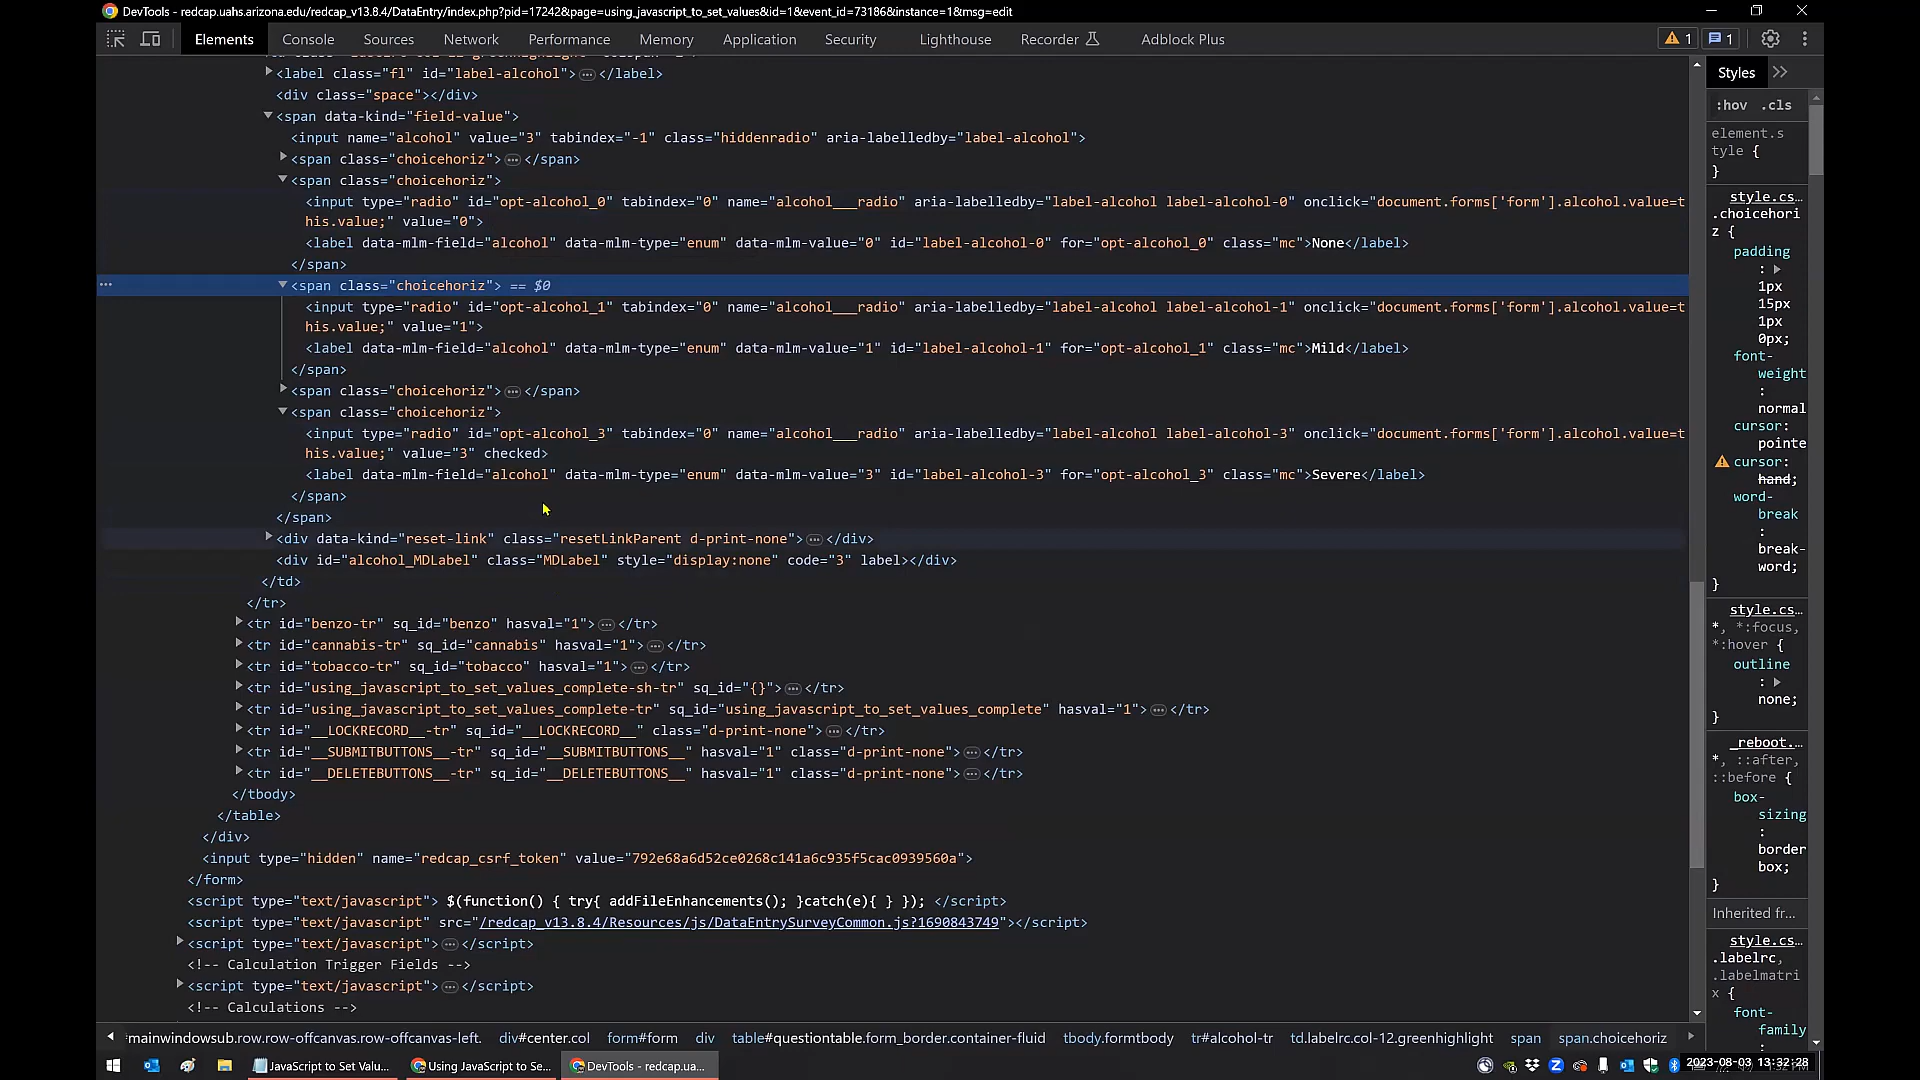 DevTools - redcap.uahs.arizona.edu/redcap_v13.8.4/DataEntry/index.php?pid=17242&page=using_javascript_to_set_values&id=1&event_id=73186&instance=1&msg=edit
Elements Console Sources Network Performance Memory Application Security Lighthouse Recorder Adblock Plus 1 1
<label class="fl" id="label-alcohol">…</label>
<div class="space"></div>
<span data-kind="field-value">
<input name="alcohol" value="3" tabindex="-1" class="hiddenradio" aria-labelledby="label-alcohol">
<span class="choicehoriz">…</span>
<span class="choicehoriz">
<input type="radio" id="opt-alcohol_0" tabindex="0" name="alcohol___radio" aria-labelledby="label-alcohol label-alcohol-0" onclick="document.forms['form'].alcohol.value=t
his.value;" value="0">
<label data-mlm-field="alcohol" data-mlm-type="enum" data-mlm-value="0" id="label-alcohol-0" for="opt-alcohol_0" class="mc">None</label>
</span>
… <span class="choicehoriz"> == $0
<input type="radio" id="opt-alcohol_1" tabindex="0" name="alcohol___radio" aria-labelledby="label-alcohol label-alcohol-1" onclick="document.forms['form'].alcohol.value=t
his.value;" value="1">
<label data-mlm-field="alcohol" data-mlm-type="enum" data-mlm-value="1" id="label-alcohol-1" for="opt-alcohol_1" class="mc">Mild</label>
</span>
<span class="choicehoriz">…</span>
<span class="choicehoriz">
<input type="radio" id="opt-alcohol_3" tabindex="0" name="alcohol___radio" aria-labelledby="label-alcohol label-alcohol-3" onclick="document.forms['form'].alcohol.value=t
his.value;" value="3" checked>
<label data-mlm-field="alcohol" data-mlm-type="enum" data-mlm-value="3" id="label-alcohol-3" for="opt-alcohol_3" class="mc">Severe</label>
</span>
</span>
<div data-kind="reset-link" class="resetLinkParent d-print-none">…</div>
<div id="alcohol_MDLabel" class="MDLabel" style="display:none" code="3" label></div>
</td>
</tr>
<tr id="benzo-tr" sq_id="benzo" hasval="1">…</tr>
<tr id="cannabis-tr" sq_id="cannabis" hasval="1">…</tr>
<tr id="tobacco-tr" sq_id="tobacco" hasval="1">…</tr>
<tr id="using_javascript_to_set_values_complete-sh-tr" sq_id="{}">…</tr>
<tr id="using_javascript_to_set_values_complete-tr" sq_id="using_javascript_to_set_values_complete" hasval="1">…</tr>
<tr id="__LOCKRECORD__-tr" sq_id="__LOCKRECORD__" class="d-print-none">…</tr>
<tr id="__SUBMITBUTTONS__-tr" sq_id="__SUBMITBUTTONS__" hasval="1" class="d-print-none">…</tr>
<tr id="__DELETEBUTTONS__-tr" sq_id="__DELETEBUTTONS__" hasval="1" class="d-print-none">…</tr>
</tbody>
</table>
</div>
<input type="hidden" name="redcap_csrf_token" value="792e68a6d52ce0268c141a6c935f5cac0939560a">
</form>
<script type="text/javascript"> $(function() { try{ addFileEnhancements(); }catch(e){ } }); </script>
<script type="text/javascript" src="/redcap_v13.8.4/Resources/js/DataEntrySurveyCommon.js?1690843749"></script>
<script type="text/javascript">…</script>
<!-- Calculation Trigger Fields -->
<script type="text/javascript">…</script>
<!-- Calculations -->
Styles
:hov .cls
element.s
tyle {
}
style.cs…
.choicehori
z {
padding
:
1px
15px
1px
0px;
font-
weight
:
normal
cursor:
pointe
cursor:
hand;
word-
break
:
break-
word;
}
style.cs…
*, *:focus,
*:hover {
outline
:
none;
}
_reboot.…
*, ::after,
::before {
box-
sizing
:
border
box;
}
Inherited fr…
style.cs…
.labelrc,
.labelmatri
x {
font-
family
:
*mainwindowsub.row.row-offcanvas.row-offcanvas-left. div#center.col form#form div table#questiontable.form_border.container-fluid tbody.formtbody tr#alcohol-tr td.labelrc.col-12.greenhighlight span span.choicehoriz
JavaScript to Set Valu... Using JavaScript to Se... DevTools - redcap.ua... 2023-08-03 13:32:28